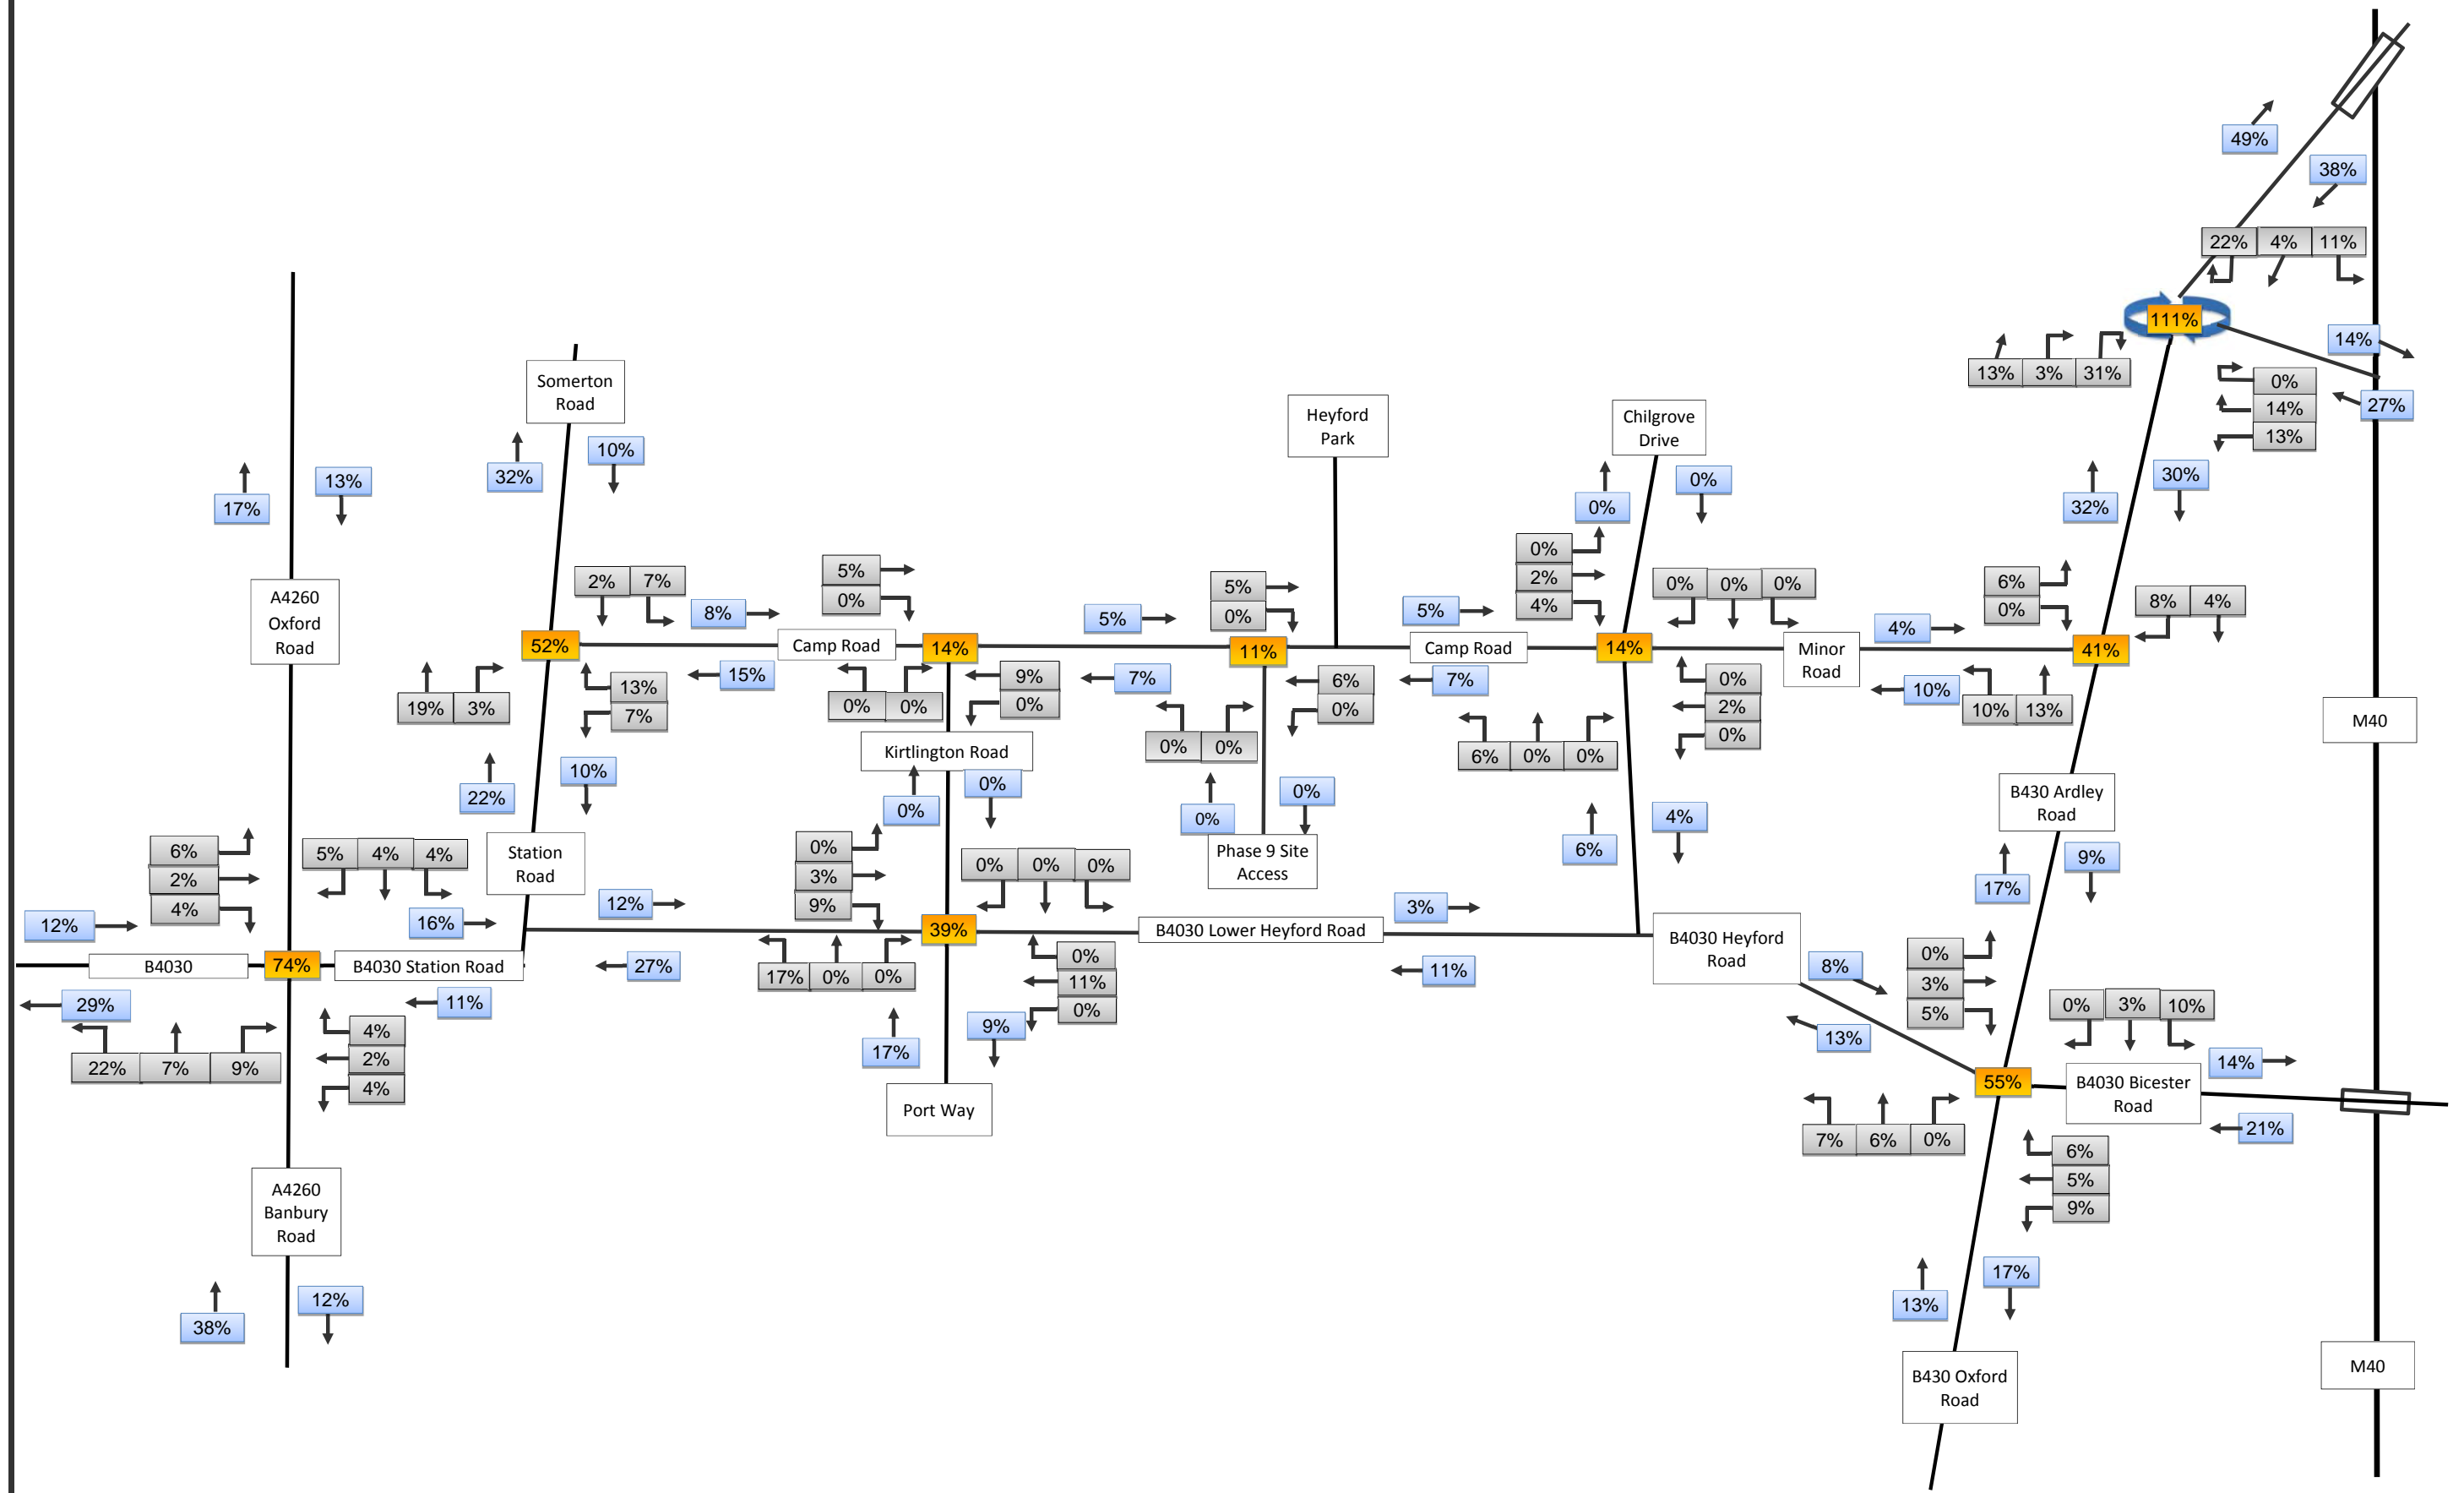 49%
38%
22% 4% 11%
111%
14%
13% 3% 31%
0%
14%
13%
27%
Somerton
Road
32%
10%
17%
13%
Heyford
Park
Chilgrove
Drive
0%
0%
32%
30%
A4260
Oxford
Road
2% 7%
8%
5%
0%
5%
5%
0%
5%
0%
2%
4%
0% 0% 0%
4%
6%
0%
8% 4%
52%
Camp Road
14%
11%
Camp Road
14%
Minor
Road
41%
19% 3%
13%
7%
15%
0% 0%
9%
0%
7%
6%
0%
7%
0%
2%
0%
10%
10% 13%
M40
22%
10%
Kirtlington Road
0%
0%
0% 0%
0%
0%
6% 0% 0%
6%
4%
B430 Ardley
Road
6%
2%
4%
5% 4% 4%
Station
Road
0%
3%
9%
0% 0% 0%
Phase 9 Site
Access
17%
9%
12%
16%
12%
3%
B4030
74%
B4030 Station Road
39%
B4030 Lower Heyford Road
B4030 Heyford
Road
8%
0%
3%
5%
29%
11%
27%
17% 0% 0%
0%
11%
0%
11%
13%
0% 3% 10%
22% 7% 9%
4%
2%
4%
17%
9%
55%
B4030 Bicester
Road
14%
21%
Port Way
7% 6% 0%
6%
5%
9%
A4260
Banbury
Road
38%
12%
13%
17%
B430 Oxford
Road
M40